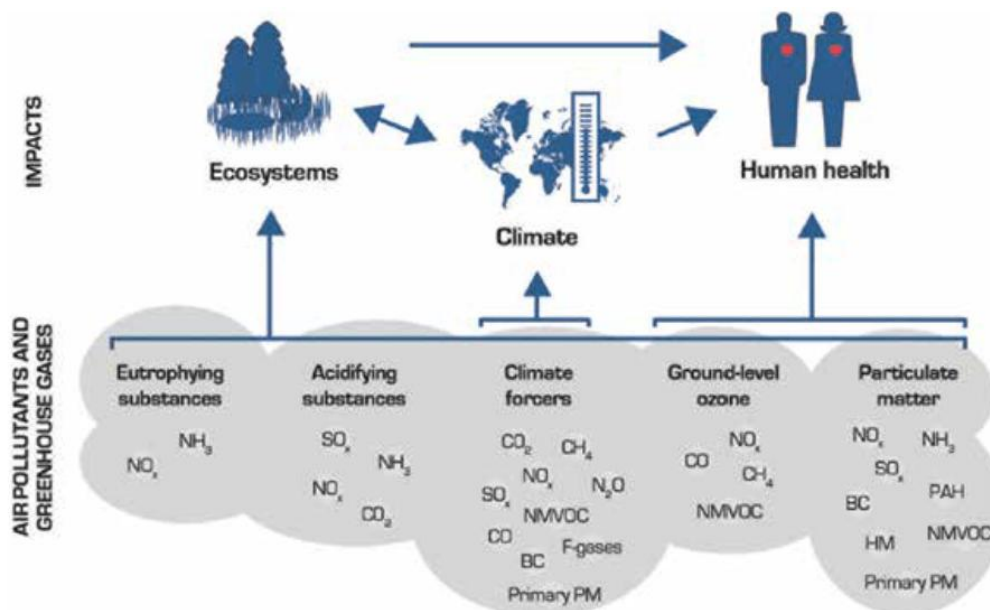 IMPACTS
Ecosystems
Climate
Human health
AIR POLLUTANTS AND
GREENHOUSE GASES
Eutrophying
substances
NH₃
NOₓ
Acidifying
substances
SOₓ
NH₃
NOₓ
CO₂
Climate
forcers
CO₂ CH₄
NOₓ
SOₓ N₂O
NMVOC
CO F-gases
BC
Primary PM
Ground-level
ozone
NOₓ
CO CH₄
NMVOC
Particulate
matter
NOₓ NH₃
SOₓ
BC PAH
HM NMVOC
Primary PM